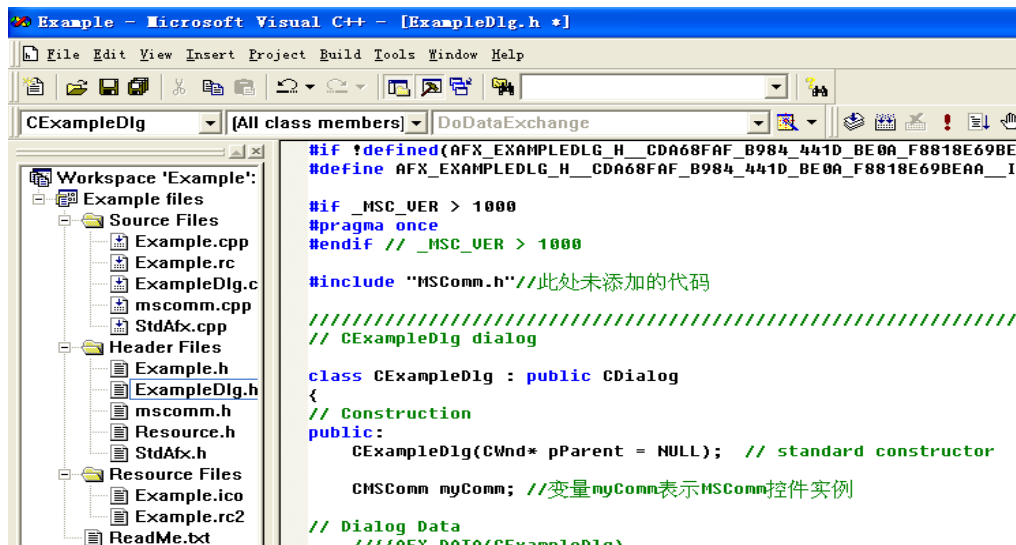 Example - Microsoft Visual C++ - [ExampleDlg.h *]
File Edit View Insert Project Build Tools Window Help
CExampleDlg [All class members] DoDataExchange
Workspace 'Example':
Example files
Source Files
Example.cpp
Example.rc
ExampleDlg.c
mscomm.cpp
StdAfx.cpp
Header Files
Example.h
ExampleDlg.h
mscomm.h
Resource.h
StdAfx.h
Resource Files
Example.ico
Example.rc2
ReadMe.txt
#if !defined(AFX_EXAMPLEDLG_H__CDA68FAF_B984_441D_BE0A_F8818E69BE
#define AFX_EXAMPLEDLG_H__CDA68FAF_B984_441D_BE0A_F8818E69BEAA__I
#if _MSC_VER > 1000
#pragma once
#endif // _MSC_VER > 1000
#include "MSComm.h"//此处未添加的代码
/////////////////////////////////////////////////////////////////
// CExampleDlg dialog
class CExampleDlg : public CDialog
{
// Construction
public:
CExampleDlg(CWnd* pParent = NULL); // standard constructor
CMSComm myComm; //变量myComm表示MSComm控件实例
// Dialog Data
//{{AFX_DATA(CExampleDlg)